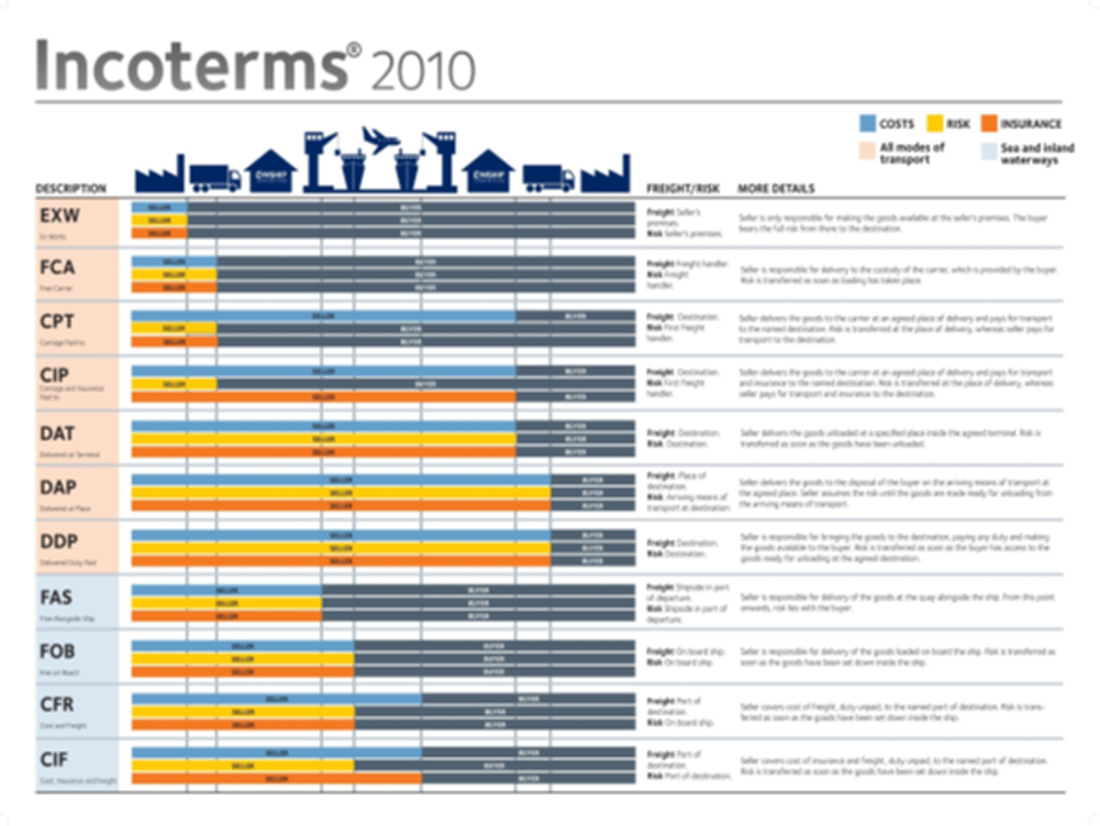 Incoterms® 2010
COSTS RISK INSURANCE
All modes of
transport
Sea and inland
waterways
DESCRIPTION FREIGHT/RISK MORE DETAILS
EXW
Ex Works
SELLER BUYER
SELLER BUYER
SELLER BUYER
Freight Seller's
premises.
Risk Seller's premises.
Seller is only responsible for making the goods available at the seller's premises. The buyer
bears the full risk from there to the destination.
FCA
Free Carrier
SELLER BUYER
SELLER BUYER
SELLER BUYER
Freight Freight handler.
Risk Freight
handler.
Seller is responsible for delivery to the custody of the carrier, which is provided by the buyer.
Risk is transferred as soon as loading has taken place.
CPT
Carriage Paid to
SELLER BUYER
SELLER BUYER
SELLER BUYER
Freight Destination.
Risk First Freight
handler.
Seller delivers the goods to the carrier at an agreed place of delivery and pays for transport
to the named destination. Risk is transferred at the place of delivery, whereas seller pays for
transport to the destination.
CIP
Carriage and Insurance
Paid to
SELLER BUYER
SELLER BUYER
SELLER BUYER
Freight Destination.
Risk First Freight
handler.
Seller delivers the goods to the carrier at an agreed place of delivery and pays for transport
and insurance to the named destination. Risk is transferred at the place of delivery, whereas
seller pays for transport and insurance to the destination.
DAT
Delivered at Terminal
SELLER BUYER
SELLER BUYER
SELLER BUYER
Freight Destination.
Risk Destination.
Seller delivers the goods unloaded at a specified place inside the agreed terminal. Risk is
transferred as soon as the goods have been unloaded.
DAP
Delivered at Place
SELLER BUYER
SELLER BUYER
SELLER BUYER
Freight Place of
destination.
Risk Arriving means of
transport at destination.
Seller delivers the goods to the disposal of the buyer on the arriving means of transport at
the agreed place. Seller assumes the risk until the goods are made ready for unloading from
the arriving means of transport.
DDP
Delivered Duty Paid
SELLER BUYER
SELLER BUYER
SELLER BUYER
Freight Destination.
Risk Destination.
Seller is responsible for bringing the goods to the destination, paying any duty and making
the goods available to the buyer. Risk is transferred as soon as the buyer has access to the
goods ready for unloading at the agreed destination.
FAS
Free Alongside Ship
SELLER BUYER
SELLER BUYER
SELLER BUYER
Freight Shipside in port
of departure.
Risk Shipside in port of
departure.
Seller is responsible for delivery of the goods at the quay alongside the ship. From this point
onwards, risk lies with the buyer.
FOB
Free on Board
SELLER BUYER
SELLER BUYER
SELLER BUYER
Freight On board ship.
Risk On board ship.
Seller is responsible for delivery of the goods loaded on board the ship. Risk is transferred as
soon as the goods have been set down inside the ship.
CFR
Cost and Freight
SELLER BUYER
SELLER BUYER
SELLER BUYER
Freight Port of
destination.
Risk On board ship.
Seller covers cost of freight, duty unpaid, to the named port of destination. Risk is trans-
ferred as soon as the goods have been set down inside the ship.
CIF
Cost, Insurance and Freight
SELLER BUYER
SELLER BUYER
SELLER BUYER
Freight Port of
destination.
Risk Port of destination.
Seller covers cost of insurance and freight, duty unpaid, to the named port of destination.
Risk is transferred as soon as the goods have been set down inside the ship.